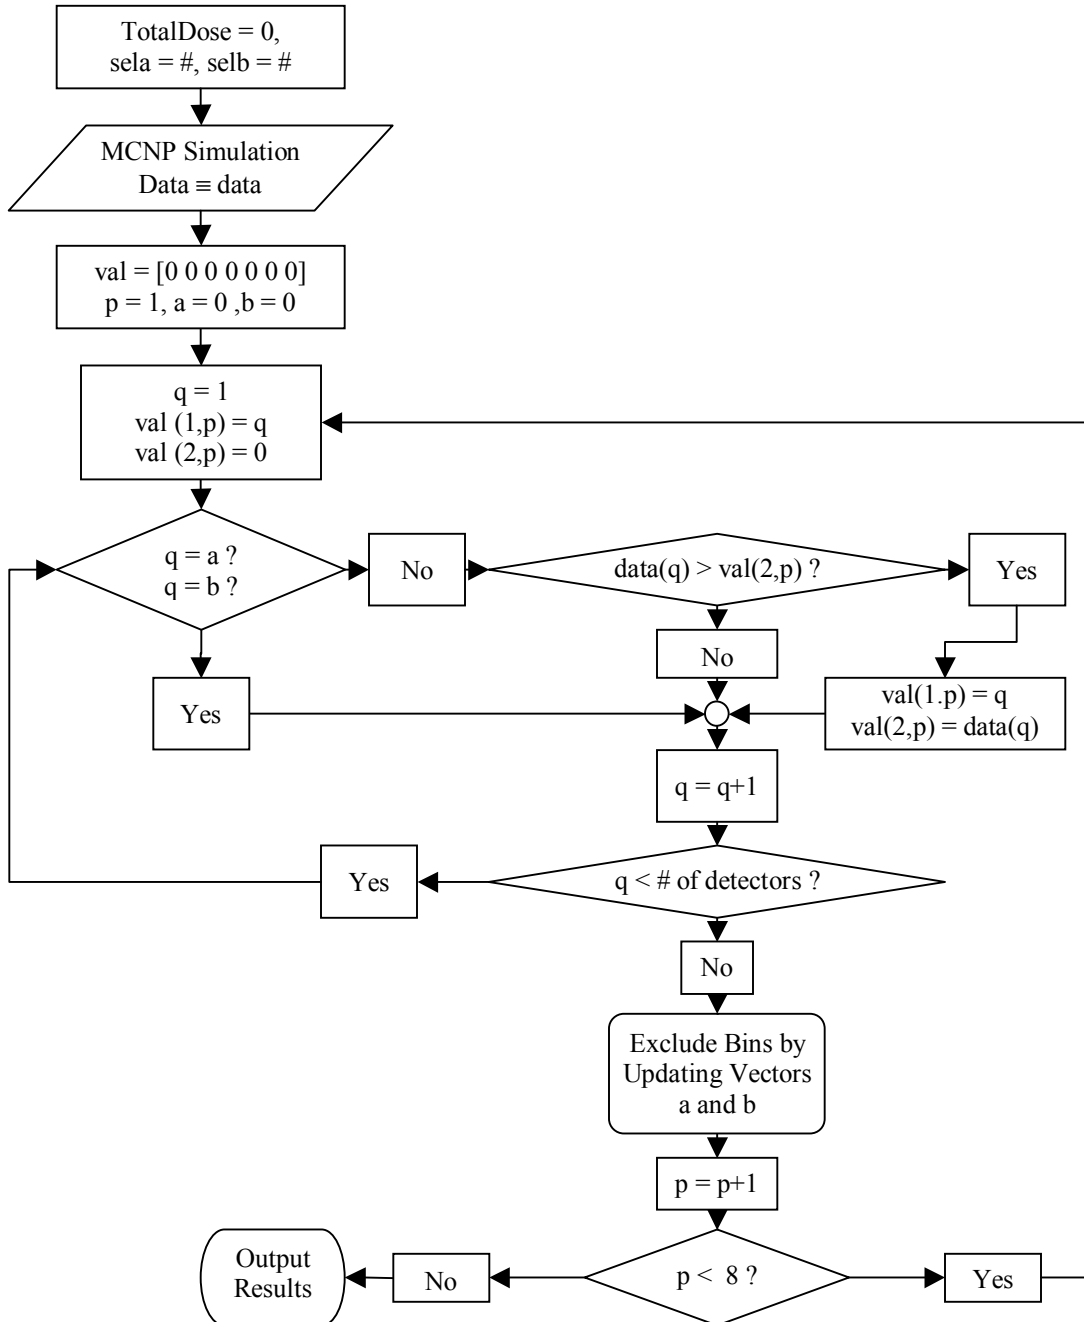 TotalDose = 0,
sela = #, selb = #
MCNP Simulation
Data ≡ data
val = [0 0 0 0 0 0 0]
p = 1, a = 0 ,b = 0
q = 1
val (1,p) = q
val (2,p) = 0
q = a ?
q = b ?
No
data(q) > val(2,p) ?
Yes
No
Yes
val(1.p) = q
val(2,p) = data(q)
q = q+1
Yes
q < # of detectors ?
No
Exclude Bins by
Updating Vectors
a and b
p = p+1
Output
Results
No
p < 8 ?
Yes